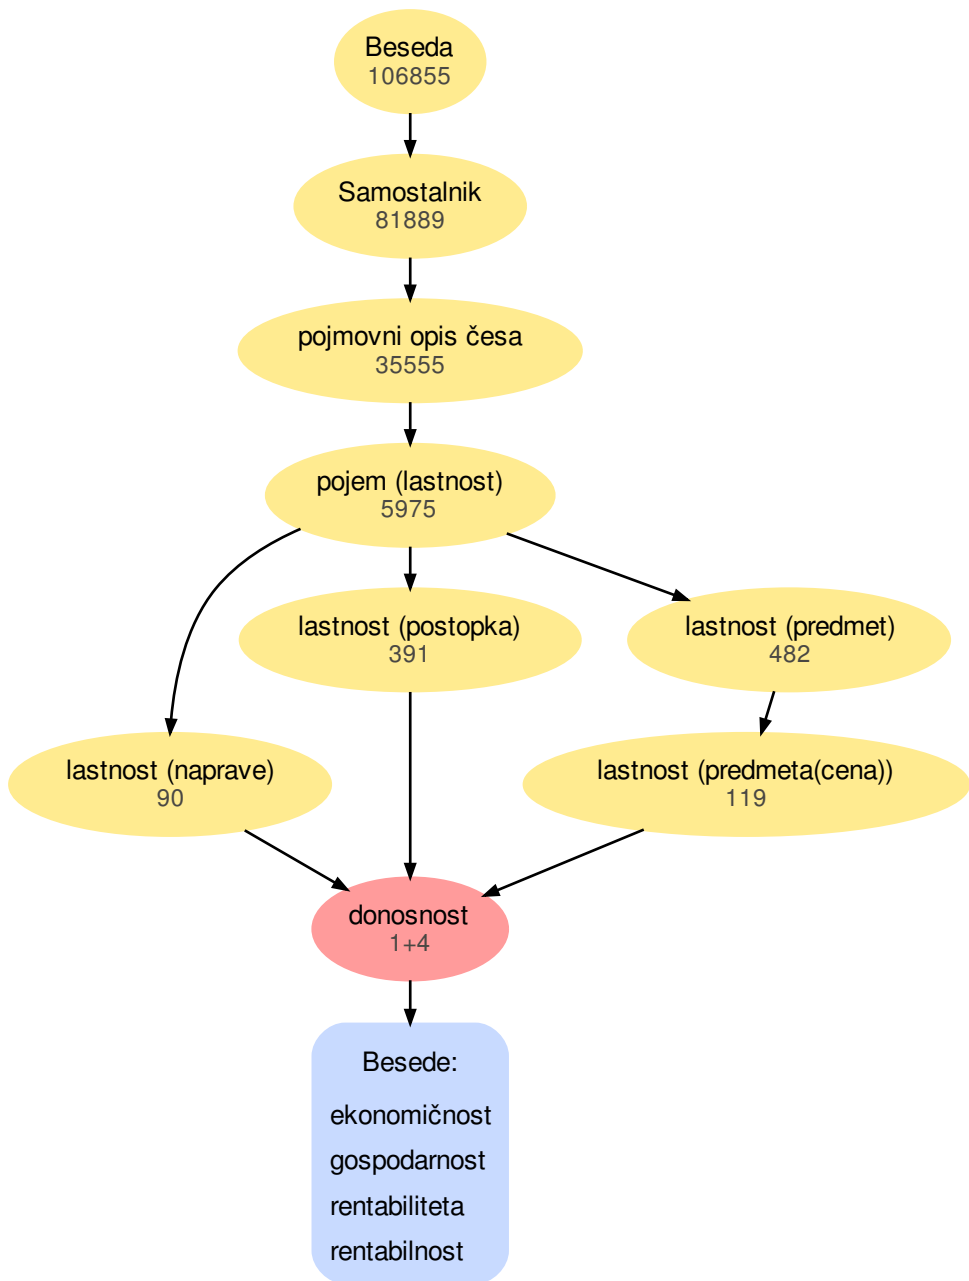 Beseda
106855
Samostalnik
81889
pojmovni opis česa
35555
pojem (lastnost)
5975
lastnost (postopka)
391
lastnost (predmet)
482
lastnost (naprave)
90
lastnost (predmeta(cena))
119
donosnost
1+4
Besede:
ekonomičnost
gospodarnost
rentabiliteta
rentabilnost